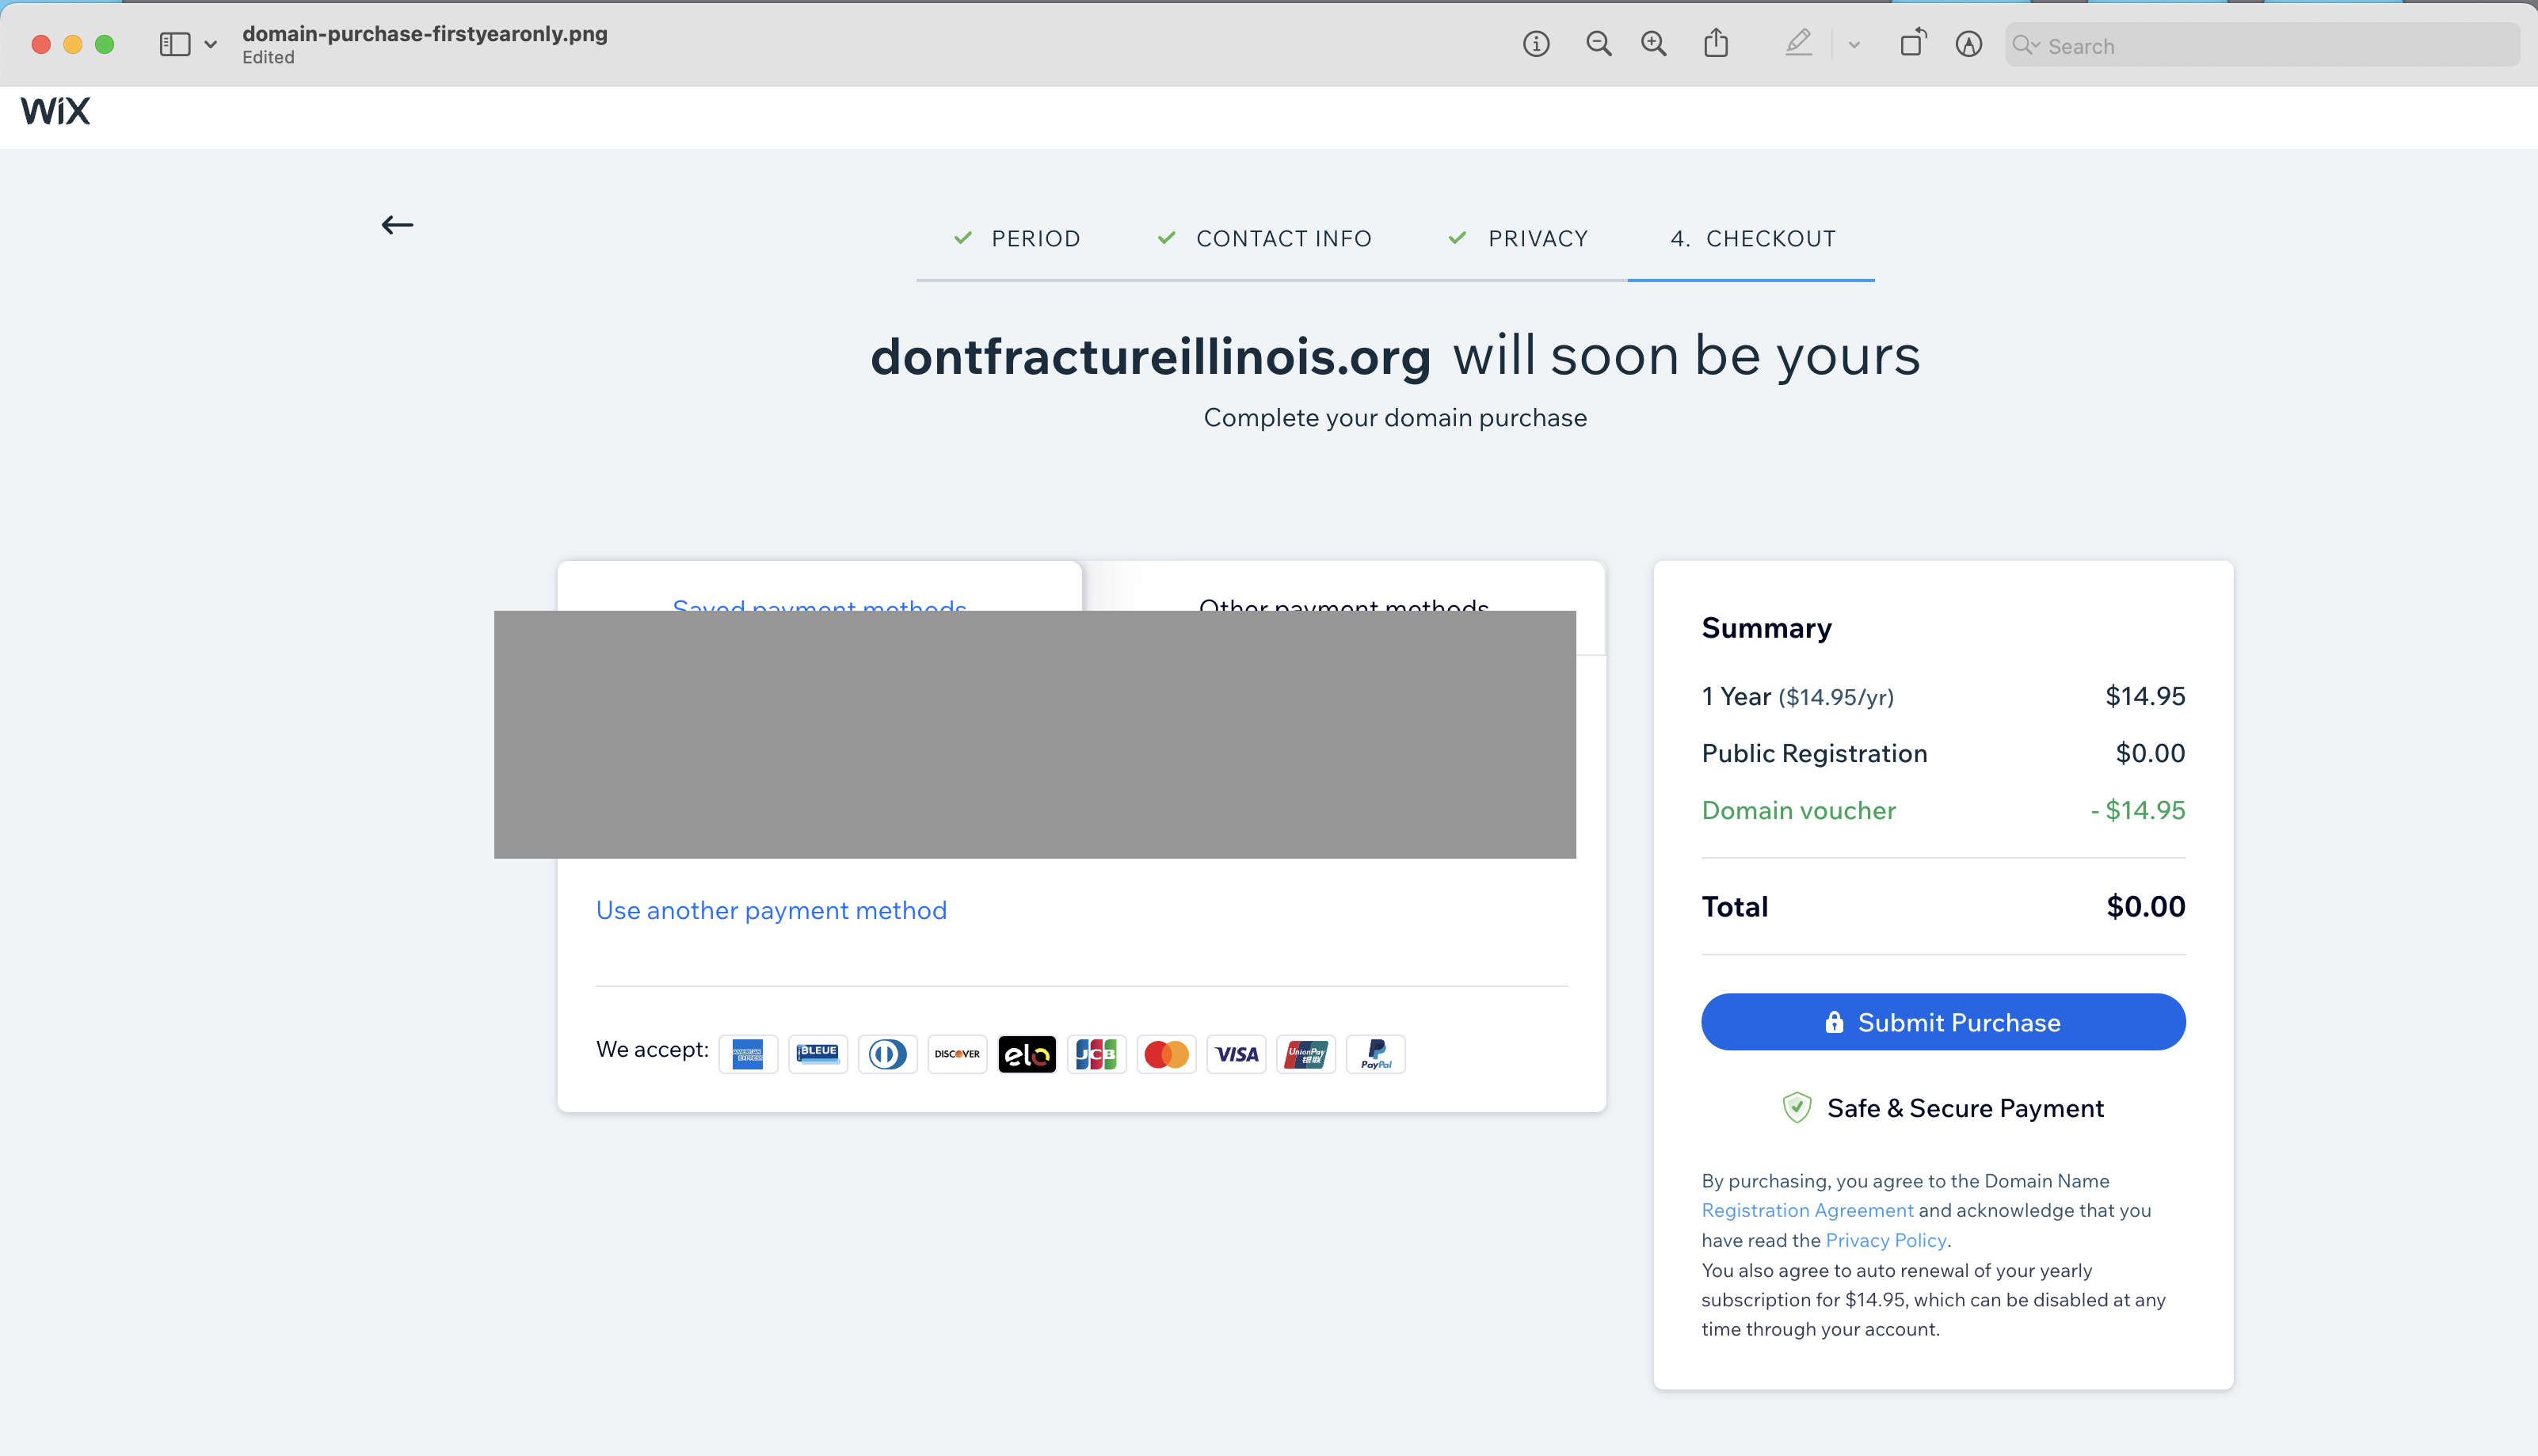 domain-purchase-firstyearonly.png
Edited
Search
WiX
PERIOD
CONTACT INFO
PRIVACY
4. CHECKOUT
dontfractureillinois.org will soon be yours
Complete your domain purchase
Saved payment methods
Other payment methods
Use another payment method
We accept:
AMERICAN EXPRESS
BLEUE
DISCOVER
elo
JCB
VISA
UnionPay 银联
PayPal
Summary
1 Year ($14.95/yr) $14.95
Public Registration $0.00
Domain voucher - $14.95
Total $0.00
Submit Purchase
Safe & Secure Payment
By purchasing, you agree to the Domain Name
Registration Agreement and acknowledge that you
have read the Privacy Policy.
You also agree to auto renewal of your yearly
subscription for $14.95, which can be disabled at any
time through your account.